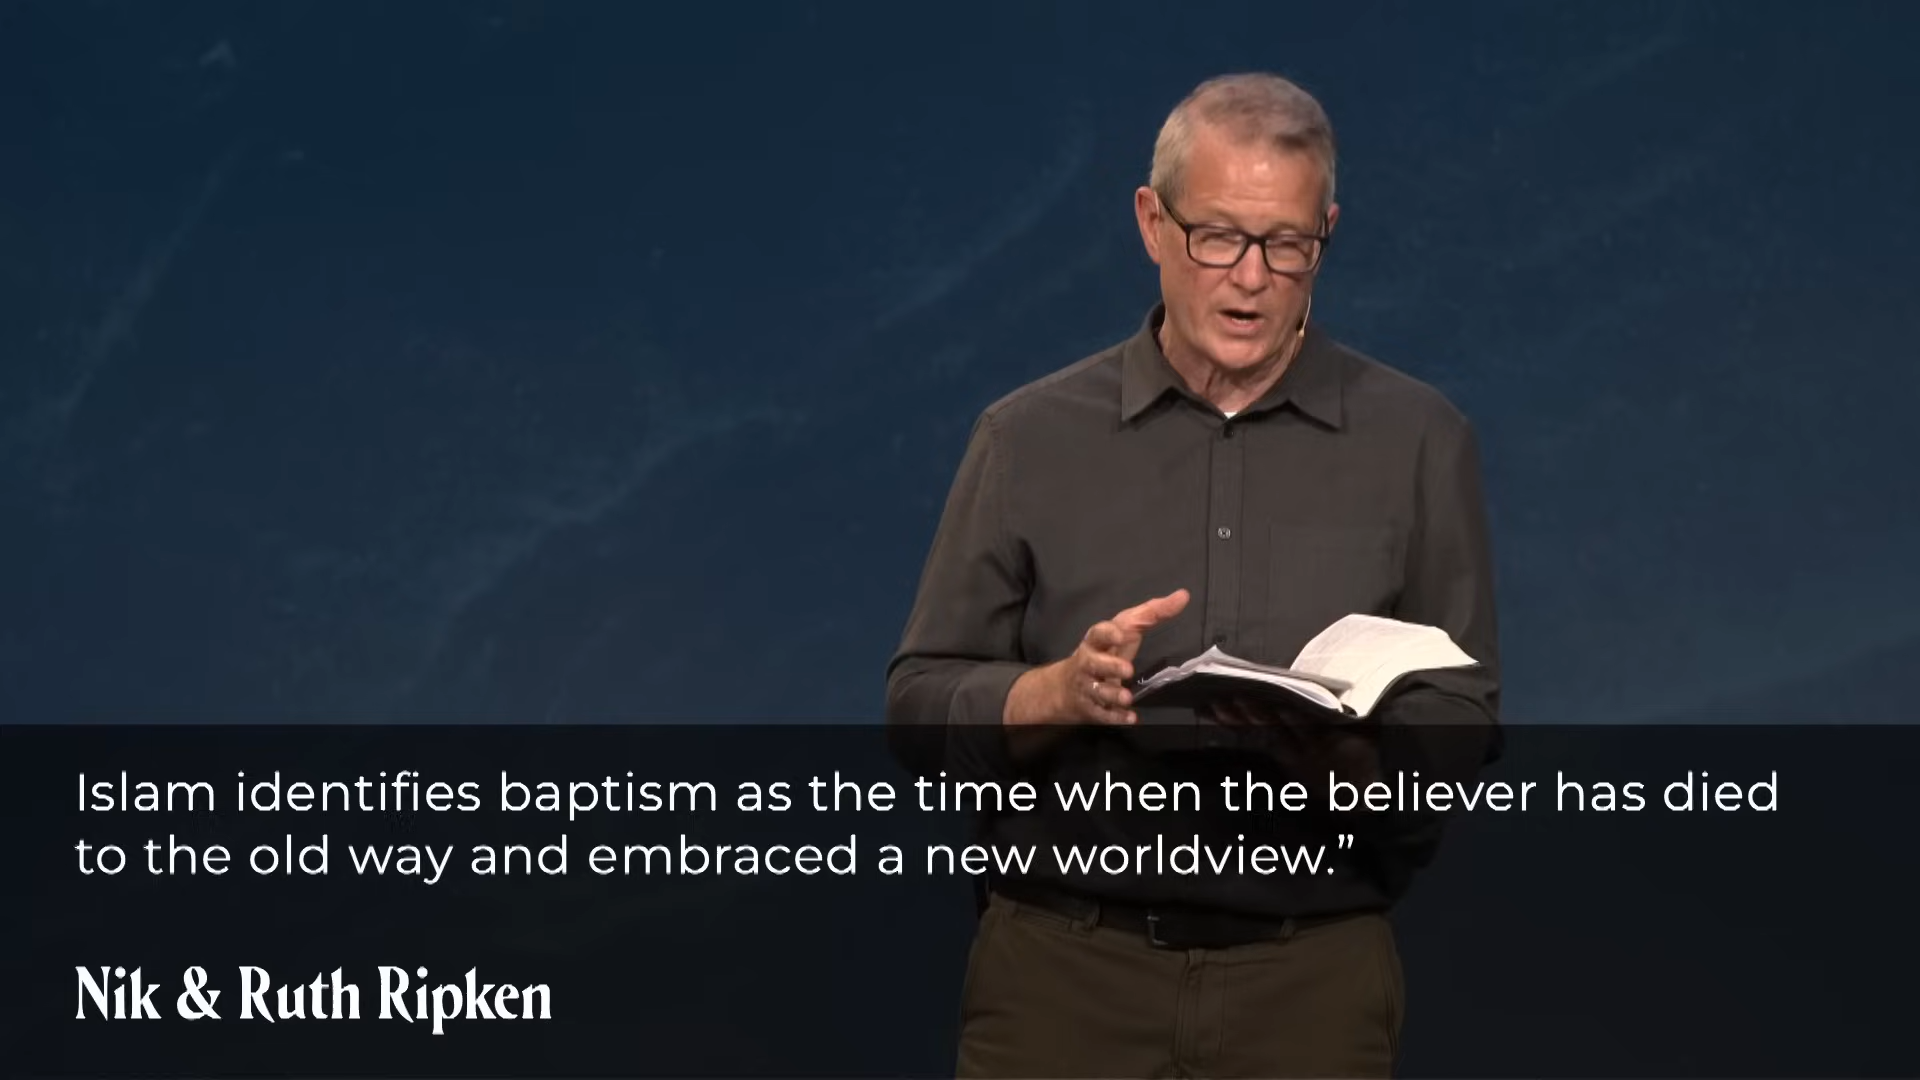 Islam identifies baptism as the time when the believer has died
to the old way and embraced a new worldview.”
Nik & Ruth Ripken